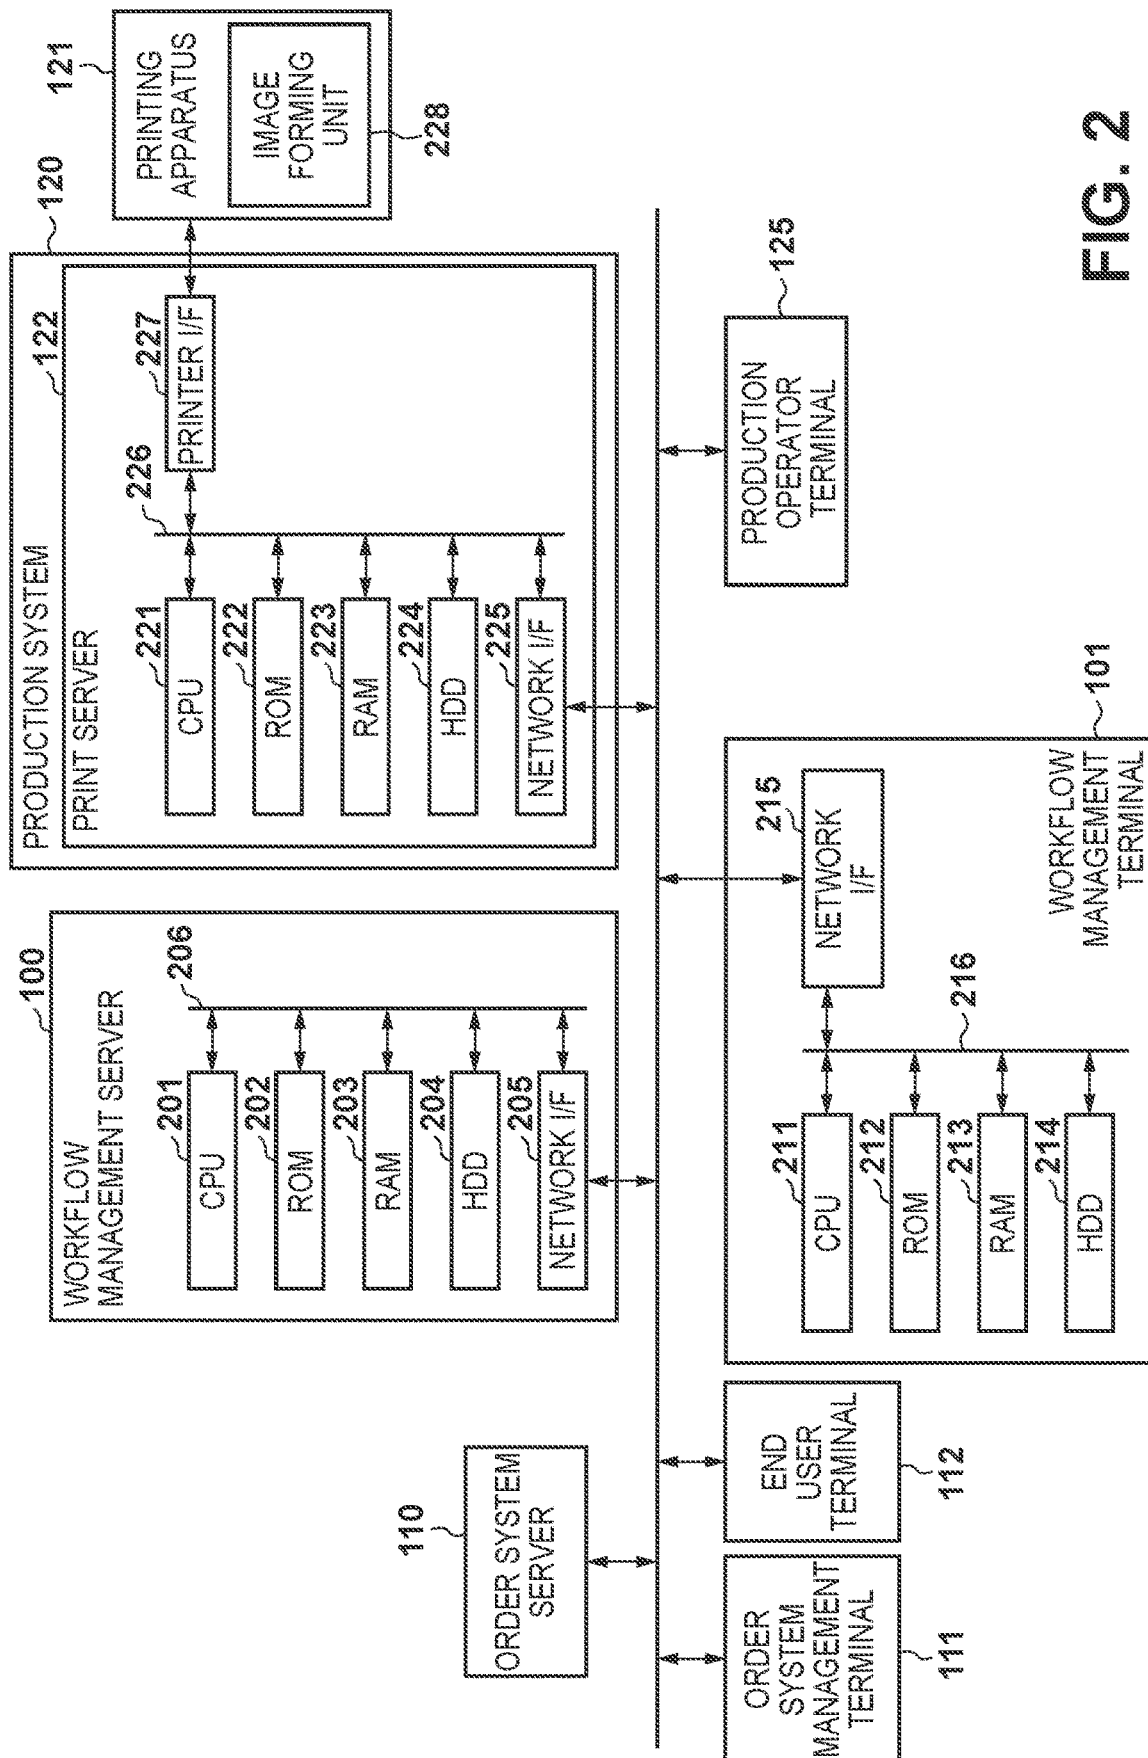 110
ORDER SYSTEM
SERVER
100
WORKFLOW
MANAGEMENT SERVER
201
CPU
202
ROM
203
RAM
204
HDD
205
NETWORK I/F
206
120
PRODUCTION SYSTEM
122
PRINT SERVER
221
CPU
222
ROM
223
RAM
224
HDD
225
NETWORK I/F
226
227
PRINTER I/F
121
PRINTING
APPARATUS
IMAGE
FORMING
UNIT
228
ORDER
SYSTEM
MANAGEMENT
TERMINAL
111
END
USER
TERMINAL
112
211
CPU
212
ROM
213
RAM
214
HDD
216
215
NETWORK
I/F
WORKFLOW
MANAGEMENT
TERMINAL
101
PRODUCTION
OPERATOR
TERMINAL
125
FIG. 2